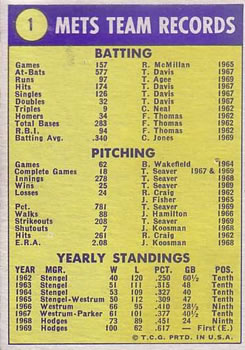 1 METS TEAM RECORDS
BATTING
Games 157 R. McMillan 1965
At-Bats 577 T. Davis 1967
Runs 97 T. Agee 1969
Hits 174 T. Davis 1967
Singles 126 T. Davis 1967
Doubles 32 T. Davis 1967
Triples 9 C. Neal 1962
Homers 34 F. Thomas 1962
Total Bases 283 F. Thomas 1962
R.B.I. 94 F. Thomas 1962
Batting Avg. .340 C. Jones 1969
PITCHING
Games 62 B. Wakefield 1964
Complete Games 18 T. Seaver 1967 & 1969
Innings 278 T. Seaver 1968
Wins 25 T. Seaver 1969
Losses 24 R. Craig 1962
J. Fisher 1965
Pct. .781 T. Seaver 1969
Walks 88 J. Hamilton 1966
Strikeouts 208 T. Seaver 1969
Shutouts 7 J. Koosman 1968
Hits 261 R. Craig 1962
E.R.A. 2.08 J. Koosman 1968
YEARLY STANDINGS
YEAR MGR. W L PCT. GB POS.
1962 Stengel 40 120 .250 60½ Tenth
1963 Stengel 51 111 .315 48 Tenth
1964 Stengel 53 109 .327 40 Tenth
1965 Stengel-Westrum 50 112 .309 47 Tenth
1966 Westrum 66 95 .410 28½ Ninth
1967 Westrum-Parker 61 101 .377 40½ Tenth
1968 Hodges 73 89 .451 24 Ninth
1969 Hodges 100 62 .617 — First (E.)
© T.C.G. PRTD. IN U.S.A.